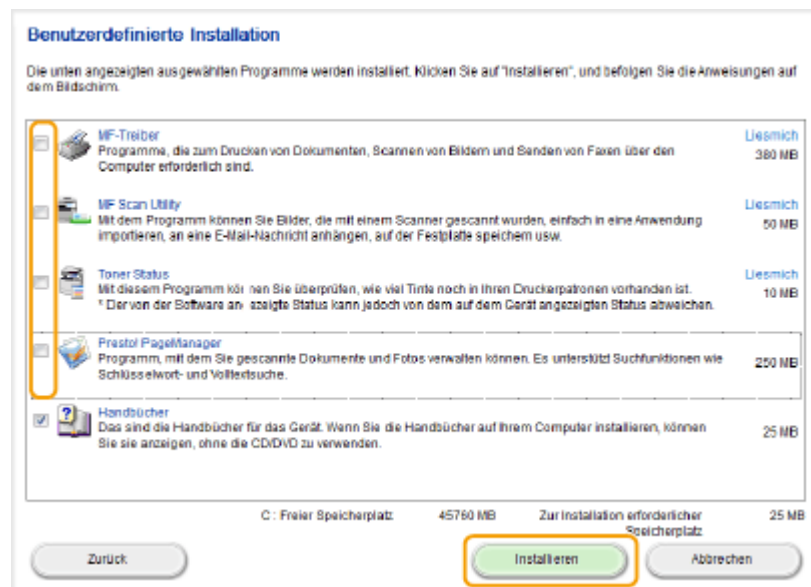 Benutzerdefinierte Installation
Die unten angezeigten ausgewählten Programme werden installiert. Klicken Sie auf "Installieren", und befolgen Sie die Anweisungen auf
dem Bildschirm.
MF-Treiber
Liesmich
Programme, die zum Drucken von Dokumenten, Scannen von Bildern und Senden von Faxen über den
380 MB
Computer erforderlich sind.
MF Scan Utility
Liesmich
Mit dem Programm können Sie Bilder, die mit einem Scanner gescannt wurden, einfach in eine Anwendung
50 MB
importieren, an eine E-Mail-Nachricht anhängen, auf der Festplatte speichern usw.
Toner Status
Liesmich
Mit diesem Programm können Sie überprüfen, wie viel Tinte noch in Ihren Druckerpatronen vorhanden ist.
10 MB
* Der von der Software angezeigte Status kann jedoch von dem auf dem Gerät angezeigten Status abweichen.
Presto! PageManager
Programm, mit dem Sie gescannte Dokumente und Fotos verwalten können. Es unterstützt Suchfunktionen wie
250 MB
Schlüsselwort- und Volltextsuche.
Handbücher
Das sind die Handbücher für das Gerät. Wenn Sie die Handbücher auf Ihrem Computer installieren, können
25 MB
Sie sie anzeigen, ohne die CD/DVD zu verwenden.
C : Freier Speicherplatz 45760 MB Zur Installation erforderlicher 25 MB
Speicherplatz
Zurück Installieren Abbrechen